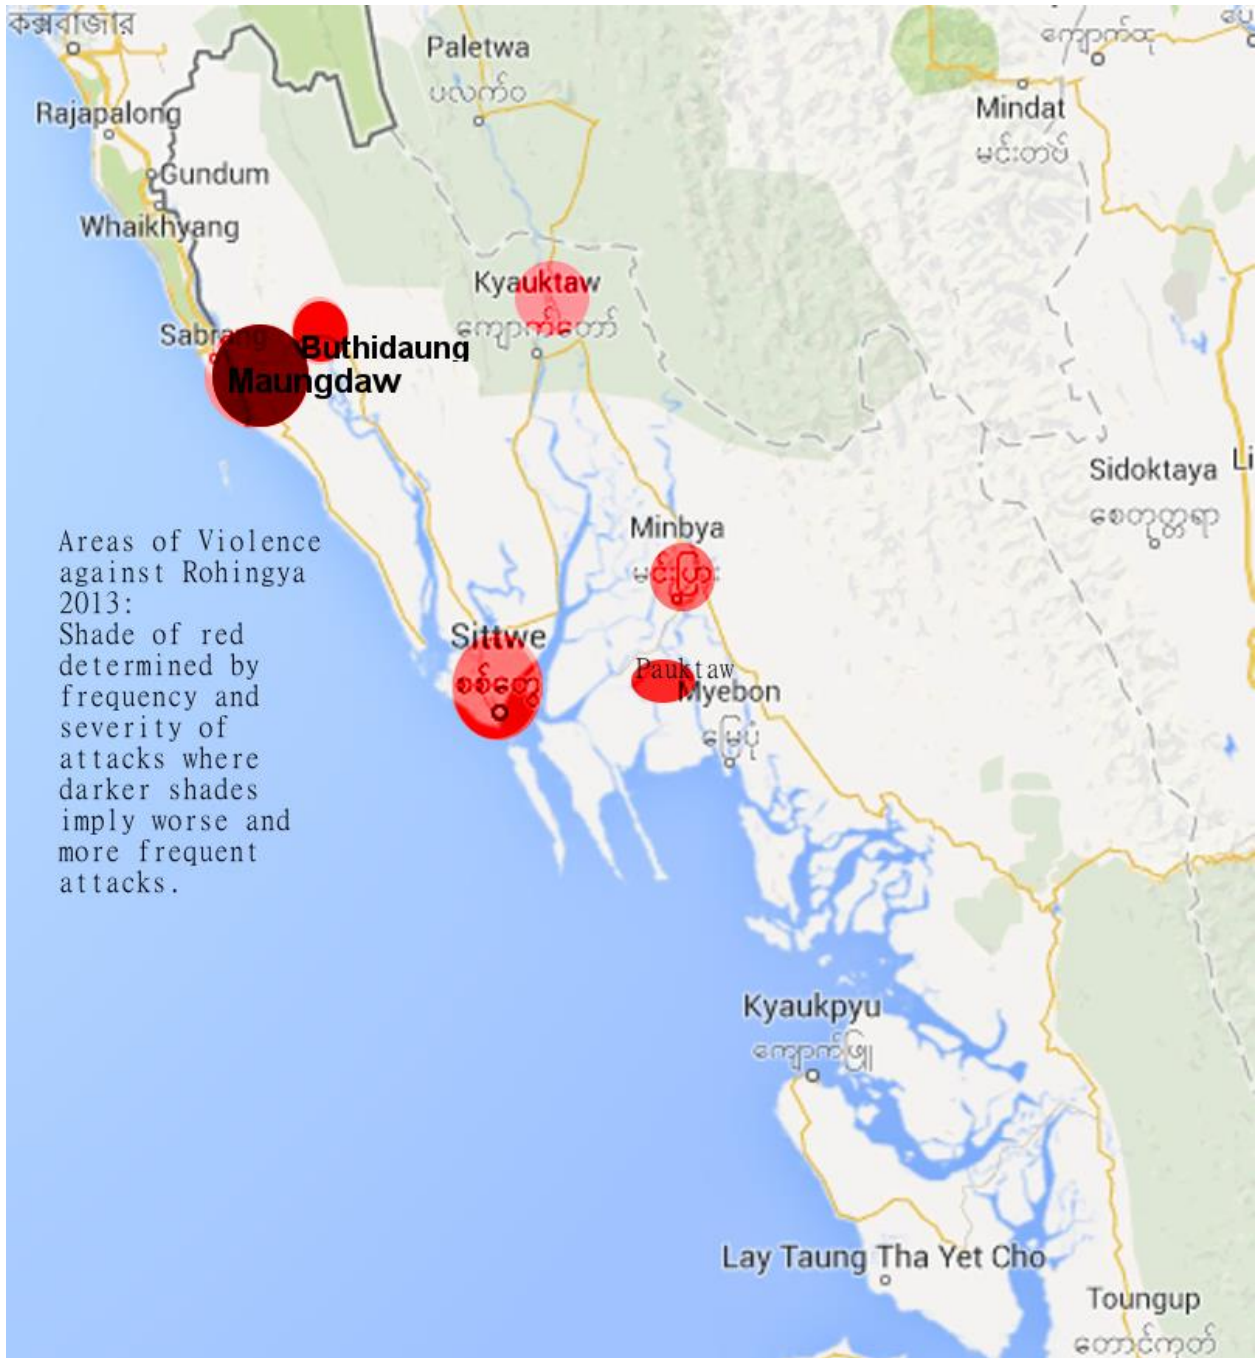 কক্সবাজার
ကျောက်ထု
Paletwa
ပလက်ဝ
Mindat
မင်းတပ်
Rajapalong
Gundum
Whaikhyang
Kyauktaw
ကျောက်တော်
Sabrang
Buthidaung
Maungdaw
Sidoktaya
စေတုတ္တရာ
Li
Areas of Violence
against Rohingya
2013:
Shade of red
determined by
frequency and
severity of
attacks where
darker shades
imply worse and
more frequent
attacks.
Minbya
မင်းပြား
Sittwe
စစ်တွေ
Pauktaw
Myebon
မြေပုံ
Kyaukpyu
ကျောက်ဖြူ
Lay Taung Tha Yet Cho
Toungup
တောင်ကုတ်